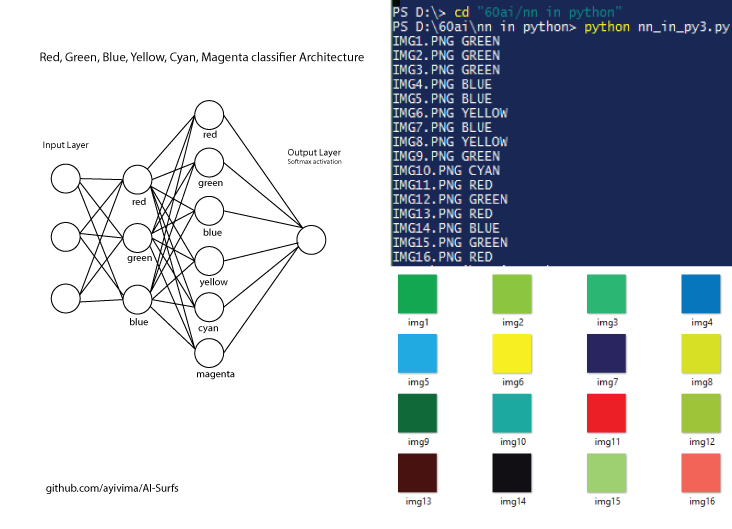 Red, Green, Blue, Yellow, Cyan, Magenta classifier Architecture
Input Layer
Output Layer
Softmax activation
red
green
blue
red
green
blue
yellow
cyan
magenta
github.com/ayivima/AI-Surfs
PS D:\> cd "60ai/nn in python"
PS D:\60ai\nn in python> python nn_in_py3.py
IMG1.PNG GREEN
IMG2.PNG GREEN
IMG3.PNG GREEN
IMG4.PNG BLUE
IMG5.PNG BLUE
IMG6.PNG YELLOW
IMG7.PNG BLUE
IMG8.PNG YELLOW
IMG9.PNG GREEN
IMG10.PNG CYAN
IMG11.PNG RED
IMG12.PNG GREEN
IMG13.PNG RED
IMG14.PNG BLUE
IMG15.PNG GREEN
IMG16.PNG RED
img1 img2 img3 img4
img5 img6 img7 img8
img9 img10 img11 img12
img13 img14 img15 img16